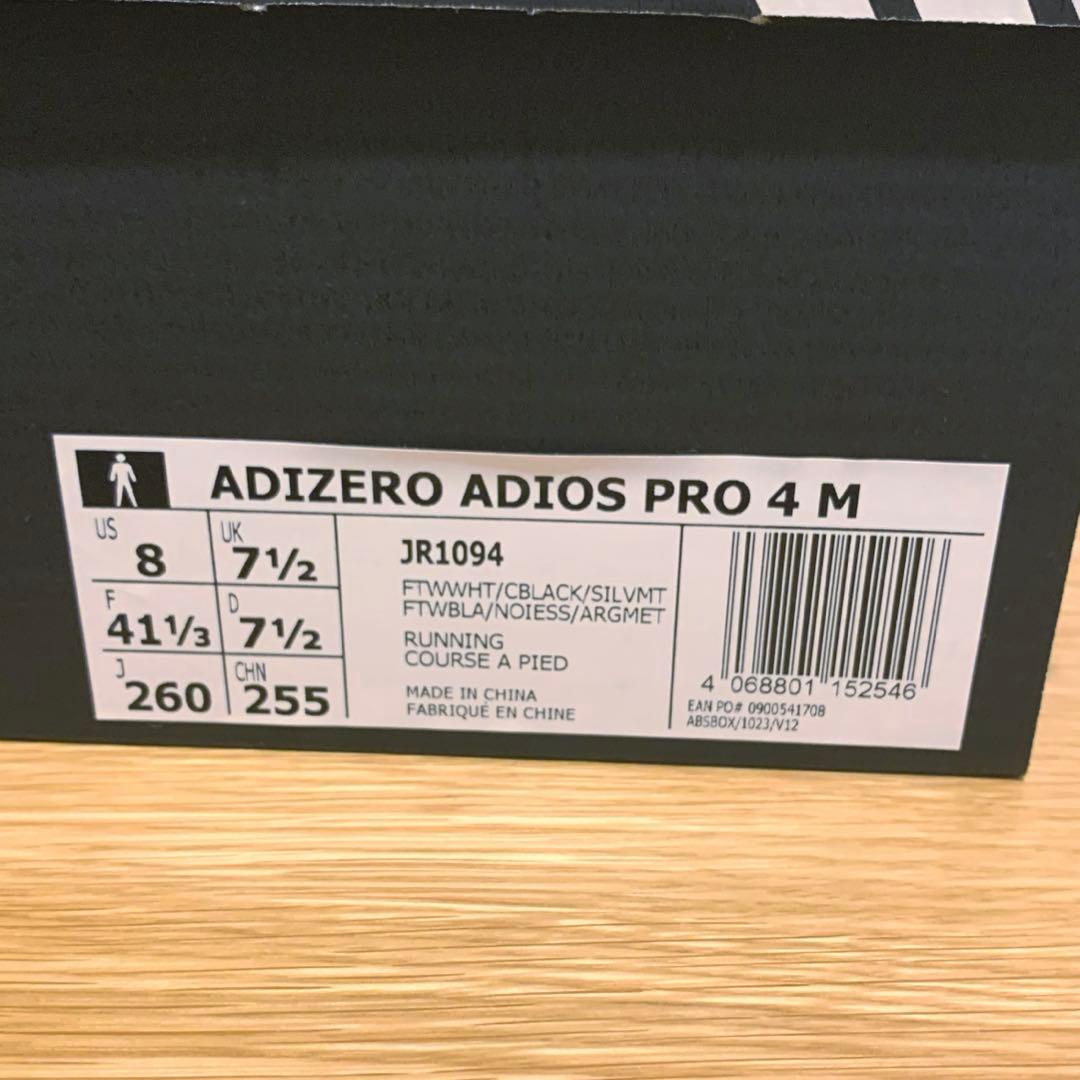 ADIZERO ADIOS PRO 4 M
US 8
UK 7½
F 41⅓
D 7½
J 260
CHN 255
JR1094
FTWWHT/CBLACK/SILVMT
FTWBLA/NOIESS/ARGMET
RUNNING
COURSE A PIED
MADE IN CHINA
FABRIQUÉ EN CHINE
4 068801 152546
EAN PO# 0900541708
ABSBOX/1023/V12